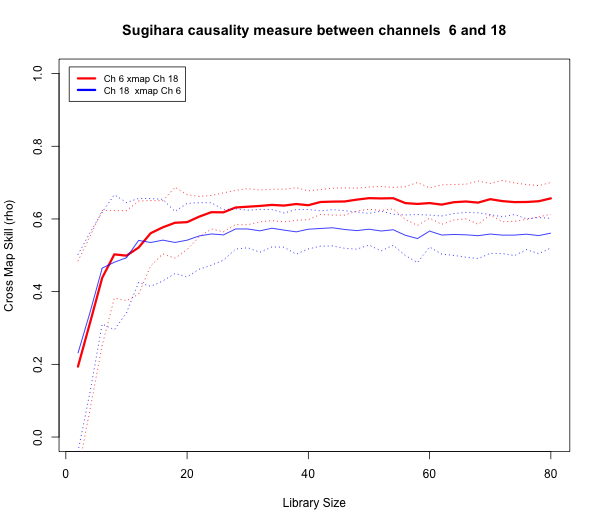 Sugihara causality measure between channels  6 and 18
Ch 6 xmap Ch 18
Ch 18  xmap Ch 6
Cross Map Skill (rho)
1.0
0.8
0.6
0.4
0.2
0.0
0 20 40 60 80
Library Size